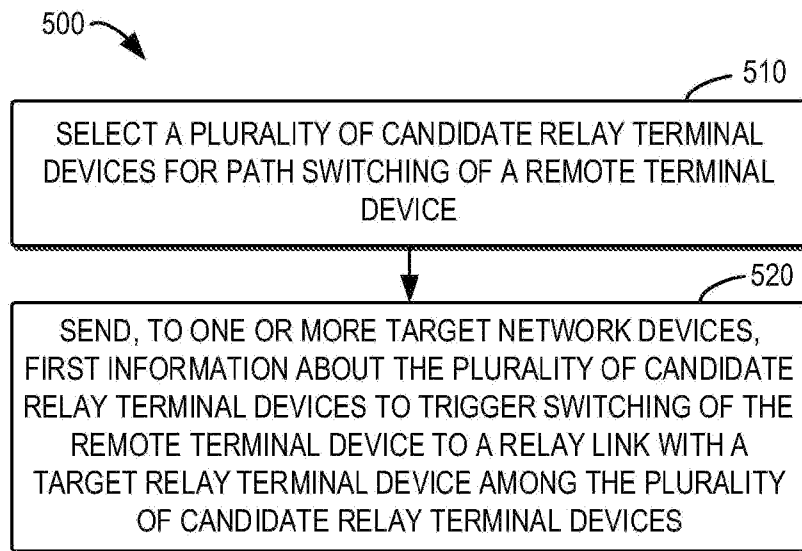 500
510
SELECT A PLURALITY OF CANDIDATE RELAY TERMINAL
DEVICES FOR PATH SWITCHING OF A REMOTE TERMINAL
DEVICE
520
SEND, TO ONE OR MORE TARGET NETWORK DEVICES,
FIRST INFORMATION ABOUT THE PLURALITY OF CANDIDATE
RELAY TERMINAL DEVICES TO TRIGGER SWITCHING OF THE
REMOTE TERMINAL DEVICE TO A RELAY LINK WITH A
TARGET RELAY TERMINAL DEVICE AMONG THE PLURALITY
OF CANDIDATE RELAY TERMINAL DEVICES